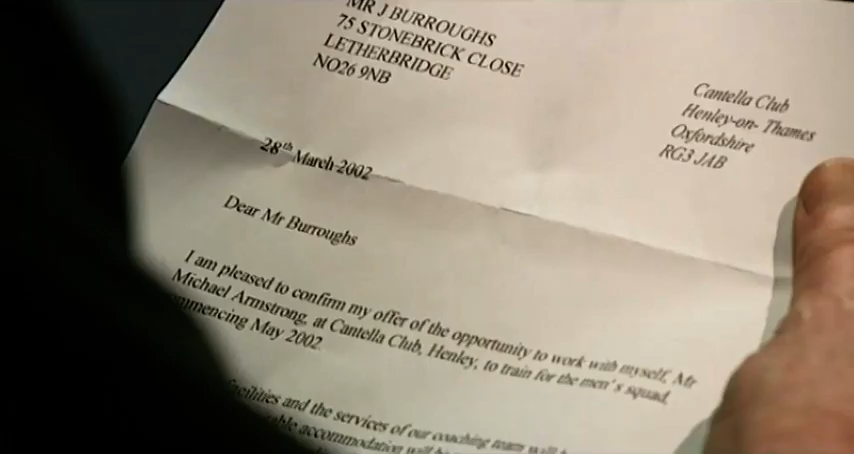 MR J BURROUGHS
75 STONEBRICK CLOSE
LETHERBRIDGE
NO26 9NB
Cantella Club
Henley-on- Thames
Oxfordshire
RG3 JAB
28th March 2002
Dear Mr Burroughs
I am pleased to confirm my offer of the opportunity to work with myself, Mr
Michael Armstrong, at Cantella Club, Henley, to train for the men's squad,
mmencing May 2002.
facilities and the services of our coaching team will
accommodation will